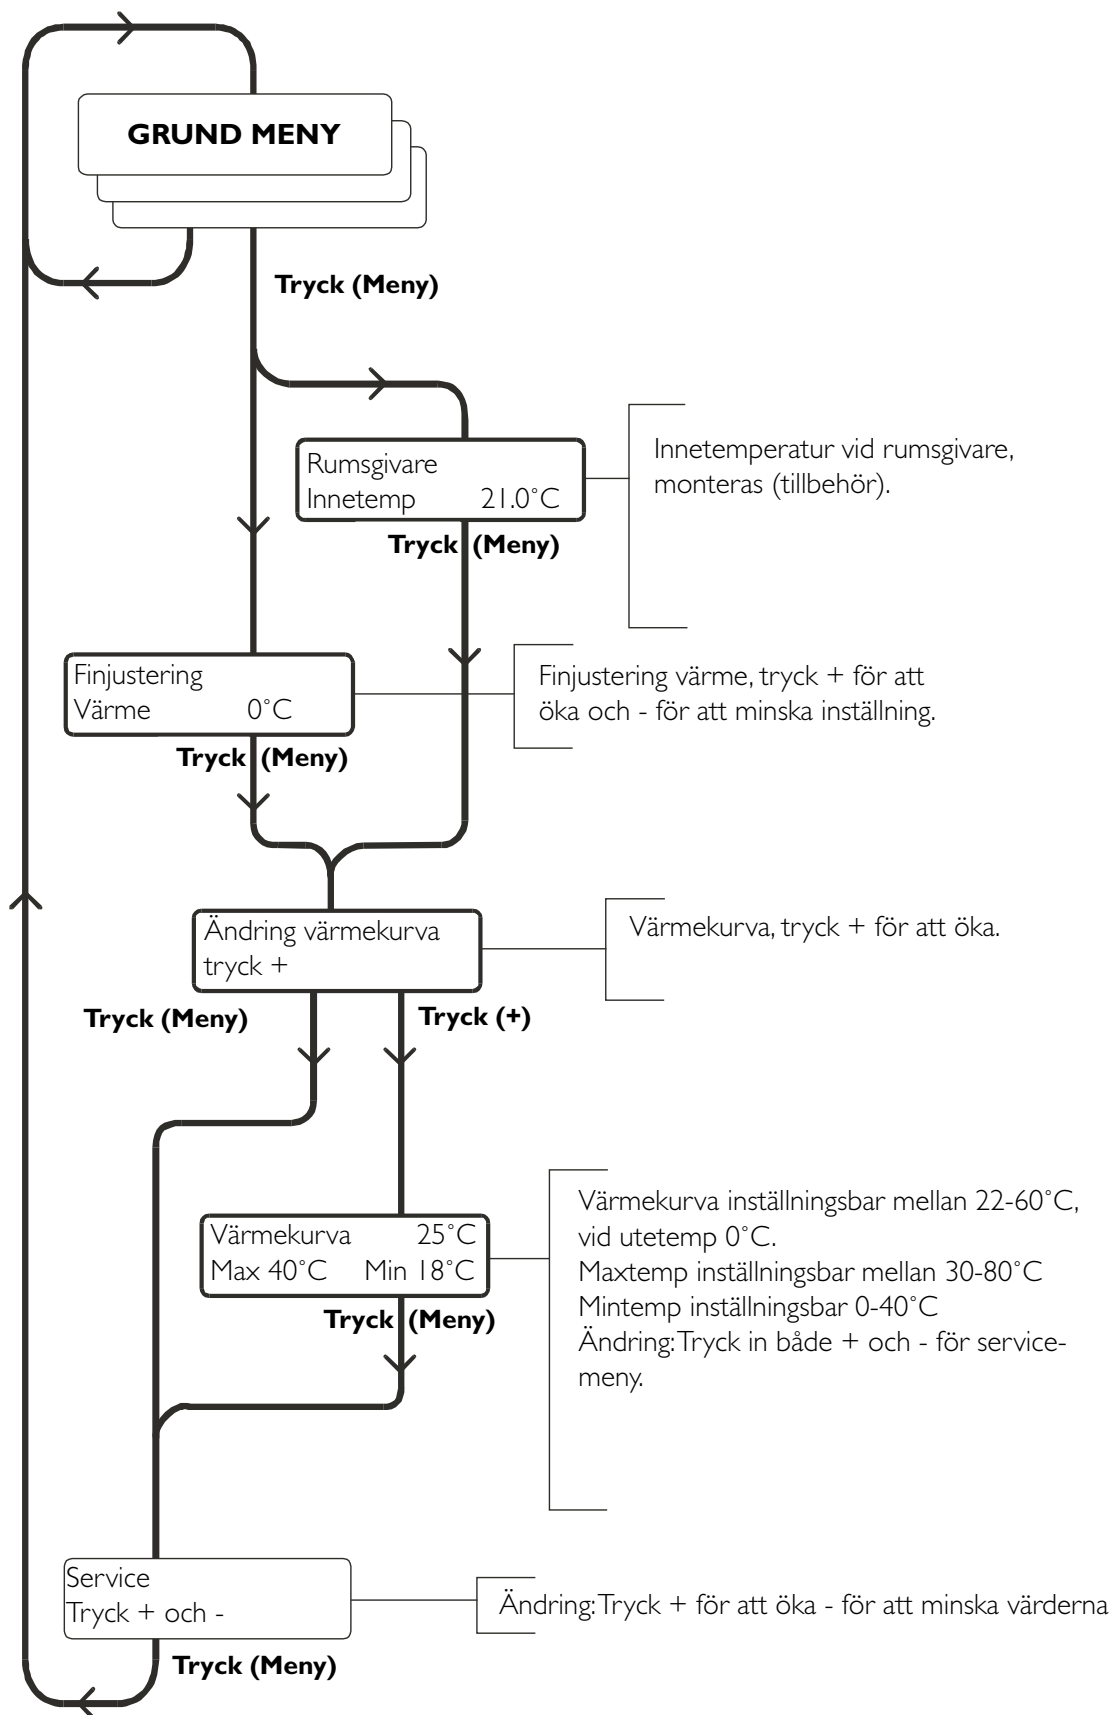 GRUND MENY
Tryck (Meny)
Rumsgivare
Innetemp 21.0°C
Innetemperatur vid rumsgivare,
monteras (tillbehör).
Tryck (Meny)
Finjustering
Värme 0°C
Finjustering värme, tryck + för att
öka och - för att minska inställning.
Tryck (Meny)
Ändring värmekurva
tryck +
Värmekurva, tryck + för att öka.
Tryck (Meny)
Tryck (+)
Värmekurva 25°C
Max 40°C Min 18°C
Värmekurva inställningsbar mellan 22-60°C,
vid utetemp 0°C.
Maxtemp inställningsbar mellan 30-80°C
Mintemp inställningsbar 0-40°C
Ändring: Tryck in både + och - för service-
meny.
Tryck (Meny)
Service
Tryck + och -
Ändring: Tryck + för att öka - för att minska värderna
Tryck (Meny)